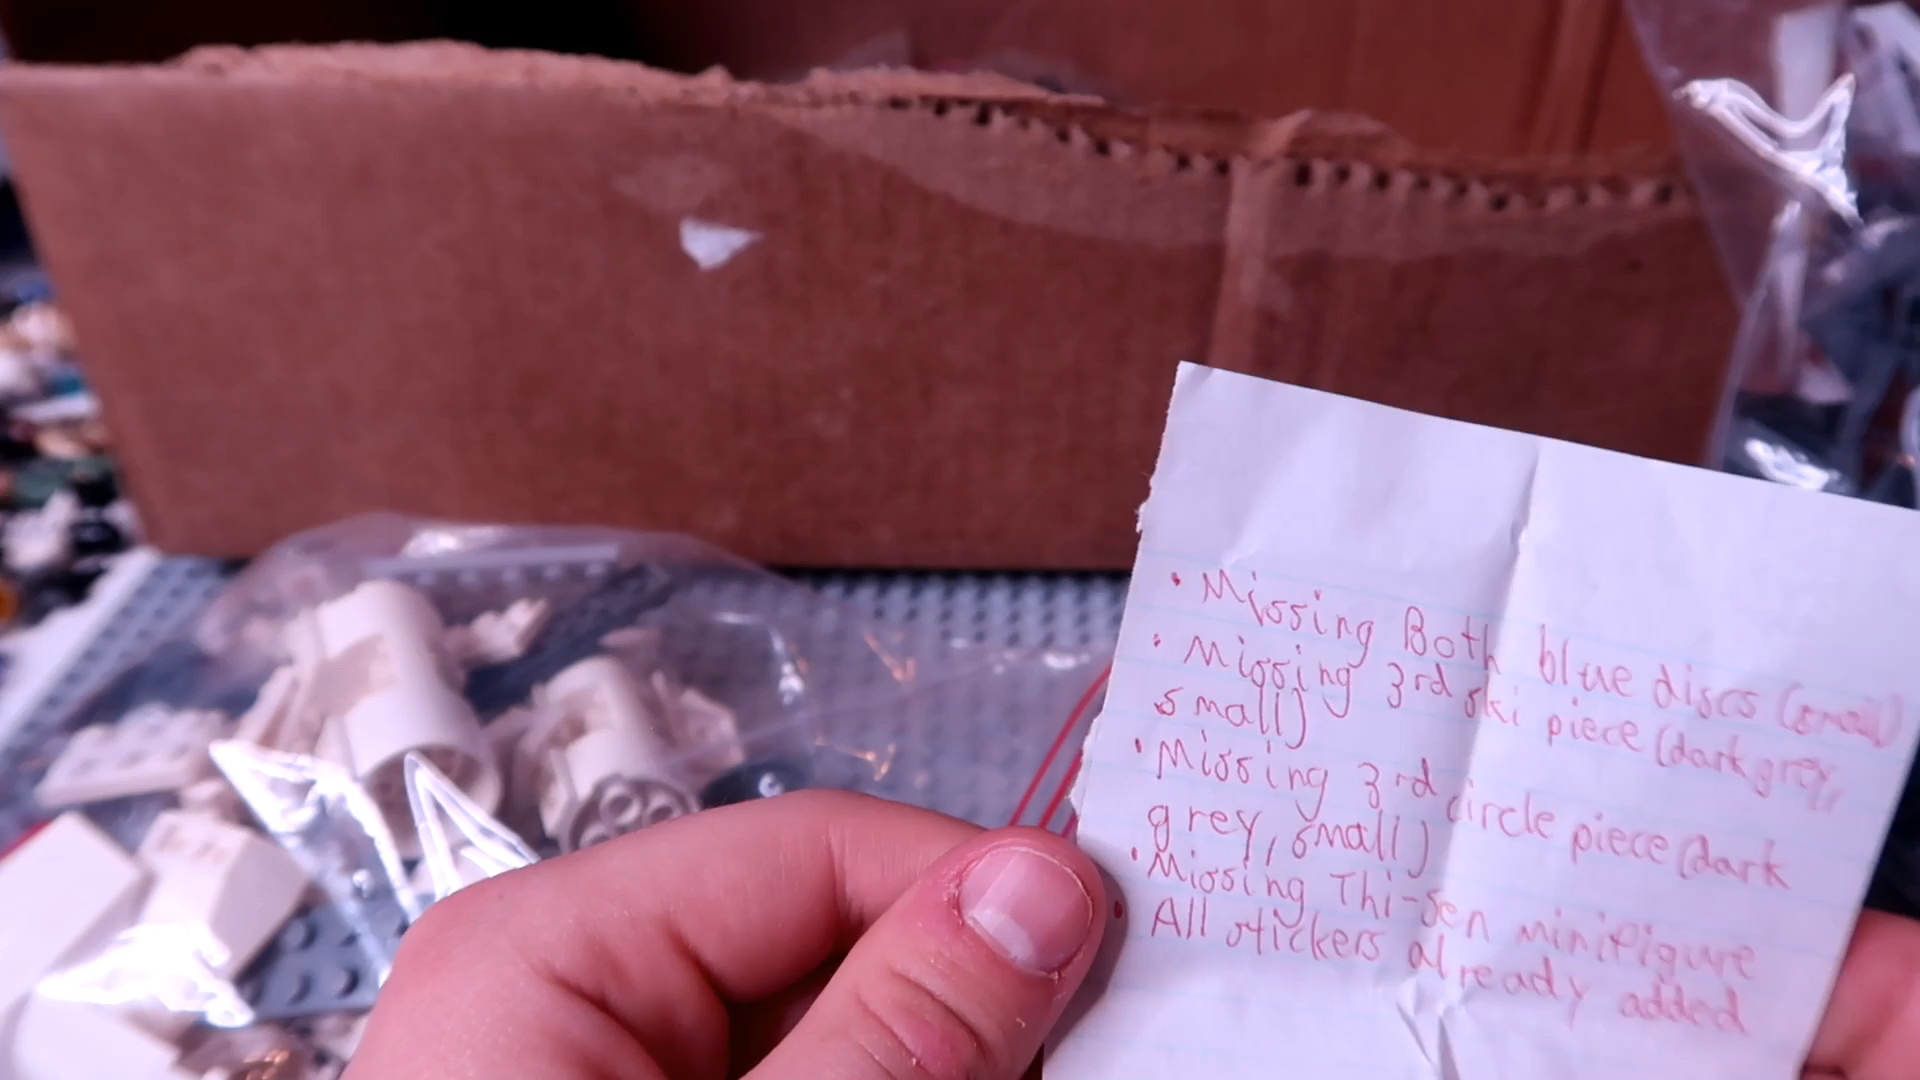 • Missing Both blue discs (small)
• Missing 3rd ski piece (dark grey,
small)
• Missing 3rd circle piece (dark
grey, small)
• Missing Thi-Sen minifigure
• All stickers already added